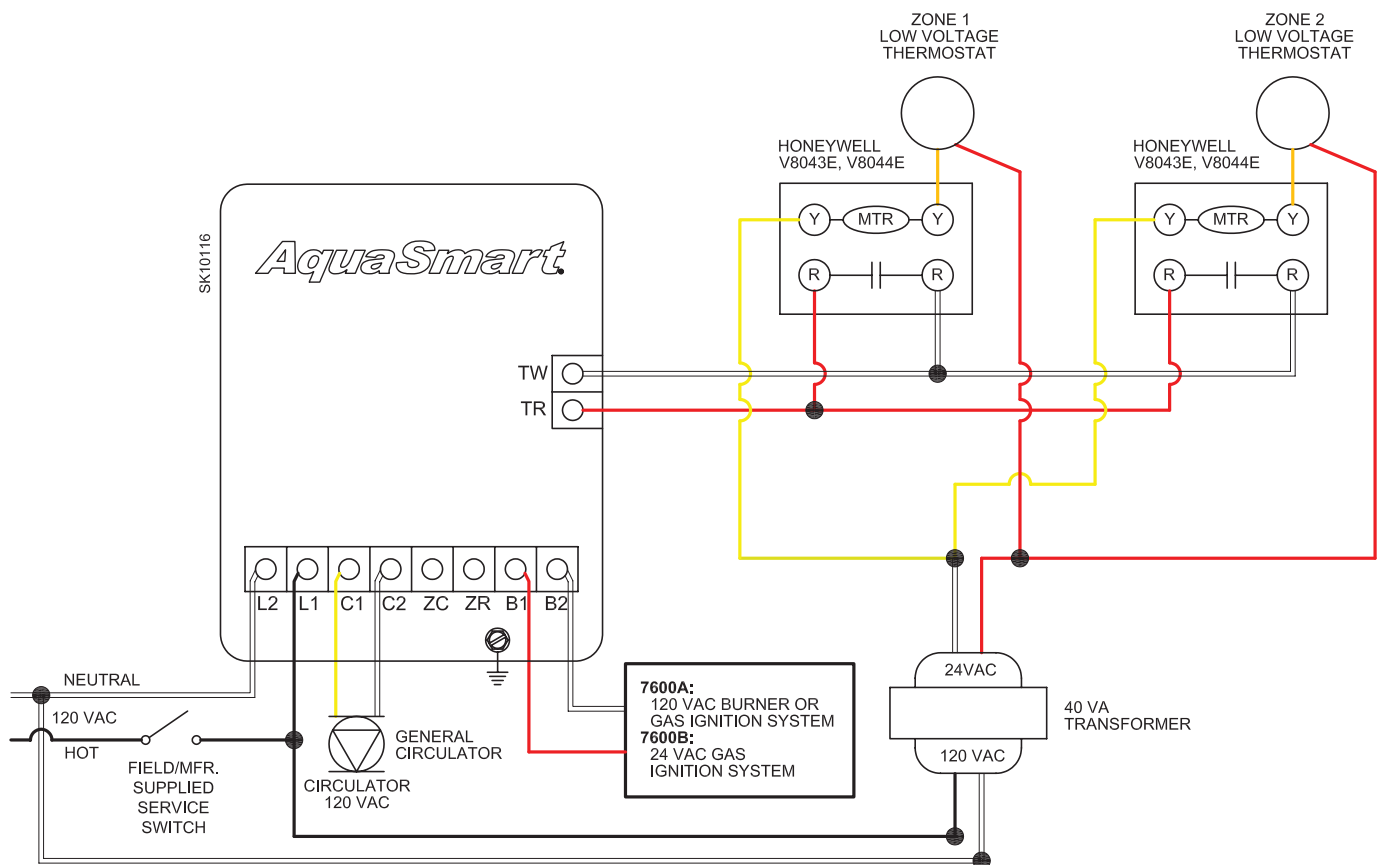 ZONE 1
LOW VOLTAGE
THERMOSTAT
ZONE 2
LOW VOLTAGE
THERMOSTAT
HONEYWELL
V8043E, V8044E
HONEYWELL
V8043E, V8044E
Y
MTR
Y
R
R
Y
MTR
Y
R
R
SK10116
AquaSmart
TW
TR
L2
L1
C1
C2
ZC
ZR
B1
B2
NEUTRAL
120 VAC
HOT
FIELD/MFR.
SUPPLIED
SERVICE
SWITCH
GENERAL
CIRCULATOR
CIRCULATOR
120 VAC
7600A:
120 VAC BURNER OR
GAS IGNITION SYSTEM
7600B:
24 VAC GAS
IGNITION SYSTEM
24VAC
40 VA
TRANSFORMER
120 VAC